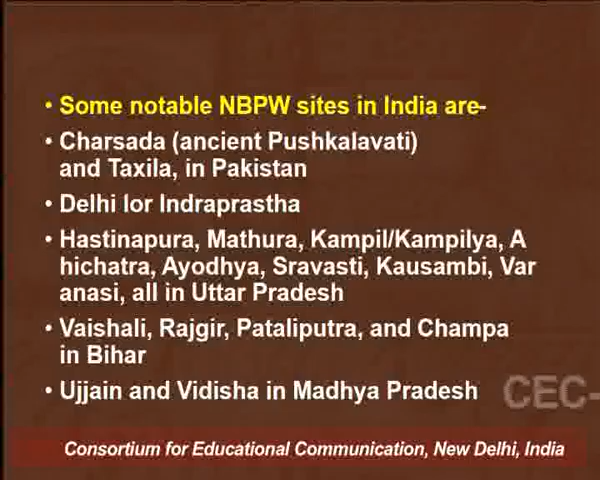 • Some notable NBPW sites in India are-
• Charsada (ancient Pushkalavati)
and Taxila, in Pakistan
• Delhi lor Indraprastha
• Hastinapura, Mathura, Kampil/Kampilya, A
hichatra, Ayodhya, Sravasti, Kausambi, Var
anasi, all in Uttar Pradesh
• Vaishali, Rajgir, Pataliputra, and Champa
in Bihar
• Ujjain and Vidisha in Madhya Pradesh
CEC-
Consortium for Educational Communication, New Delhi, India